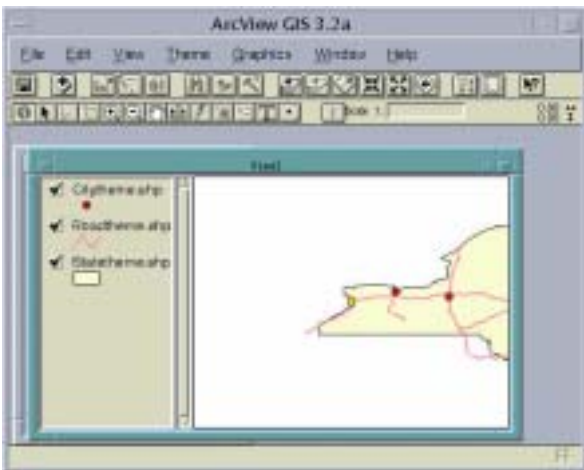 ArcView GIS 3.2a
File Edit View Theme Graphics Window Help
Scale 1:
View1
Citytheme.shp
Roadtheme.shp
Statetheme.shp